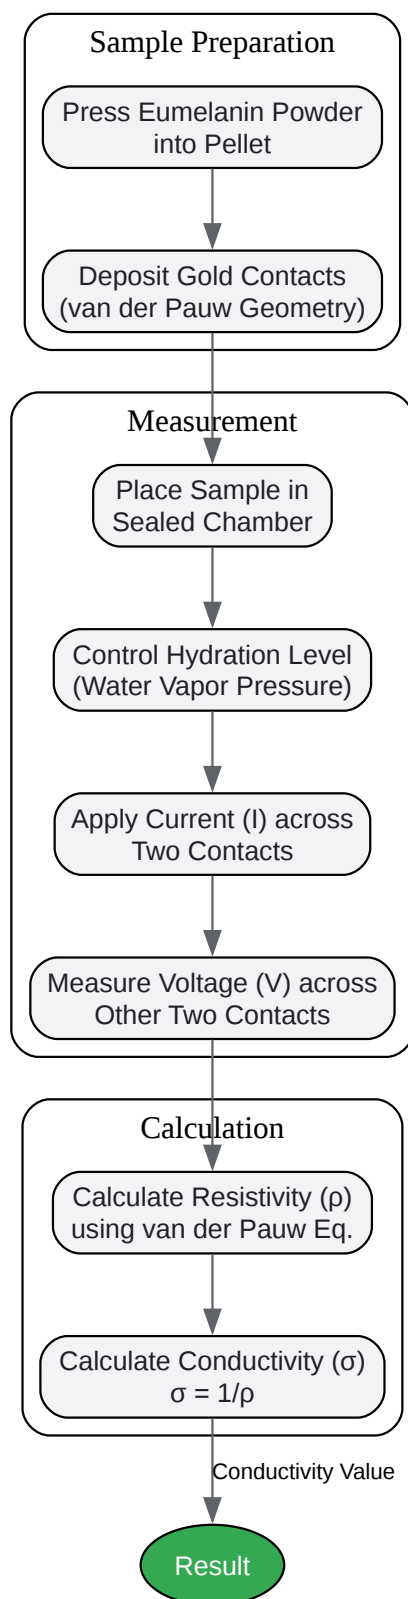 Sample Preparation
Press Eumelanin Powder
into Pellet
Deposit Gold Contacts
(van der Pauw Geometry)
Measurement
Place Sample in
Sealed Chamber
Control Hydration Level
(Water Vapor Pressure)
Apply Current (I) across
Two Contacts
Measure Voltage (V) across
Other Two Contacts
Calculation
Calculate Resistivity (ρ)
using van der Pauw Eq.
Calculate Conductivity (σ)
σ = 1/ρ
Conductivity Value
Result